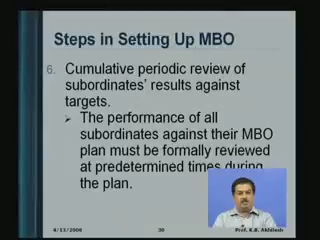 Steps in Setting Up MBO
6. Cumulative periodic review of
subordinates' results against
targets.
The performance of all
subordinates against their MBO
plan must be formally reviewed
at predetermined times during
the plan.
6/13/2006 30 Prof. K.B. Akhilesh